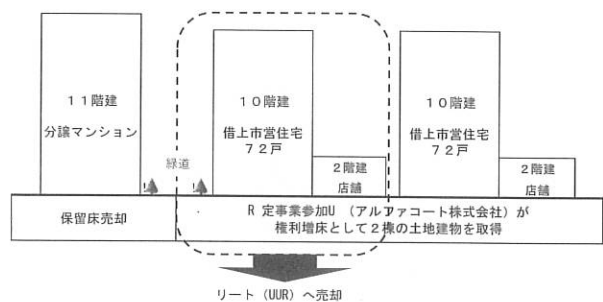 11階建
分譲マンション
緑道
10階建
借上市営住宅
72戸
2階建
店舗
10階建
借上市営住宅
72戸
2階建
店舗
保留床売却
R 定事業参加U (アルファコート株式会社) が
権利増床として2棟の土地建物を取得
リート (UUR) へ売却